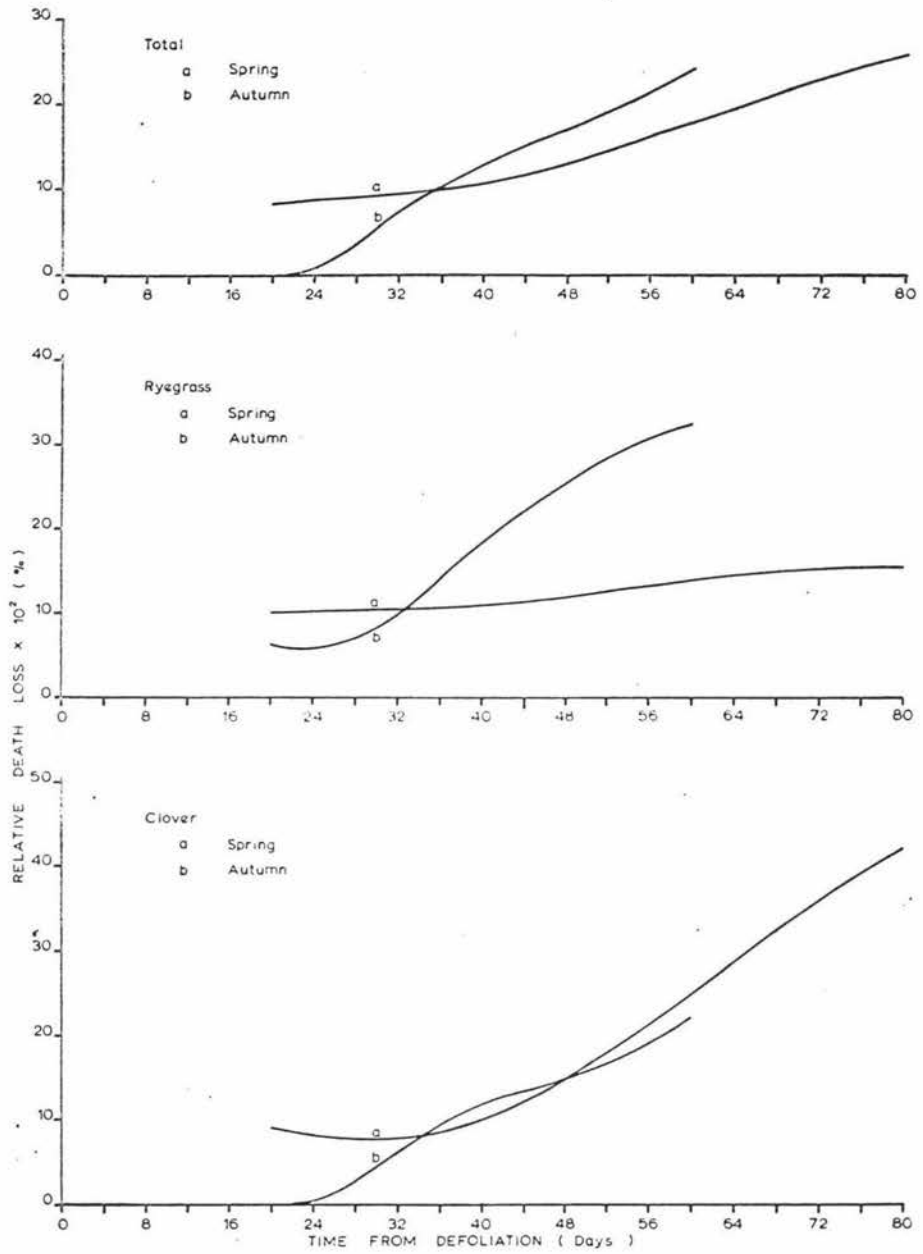 30
Total
a Spring
b Autumn
20
a
10
b
0
0 8 16 24 32 40 48 56 64 72 80
40
Ryegrass
a Spring
b Autumn
30
20
a
10
b
0
0 8 16 24 32 40 48 56 64 72 80
RELATIVE DEATH LOSS × 10² (%)
50
Clover
a Spring
b Autumn
40
30
20
10
a
b
0
0 8 16 24 32 40 48 56 64 72 80
TIME FROM DEFOLIATION ( Days )